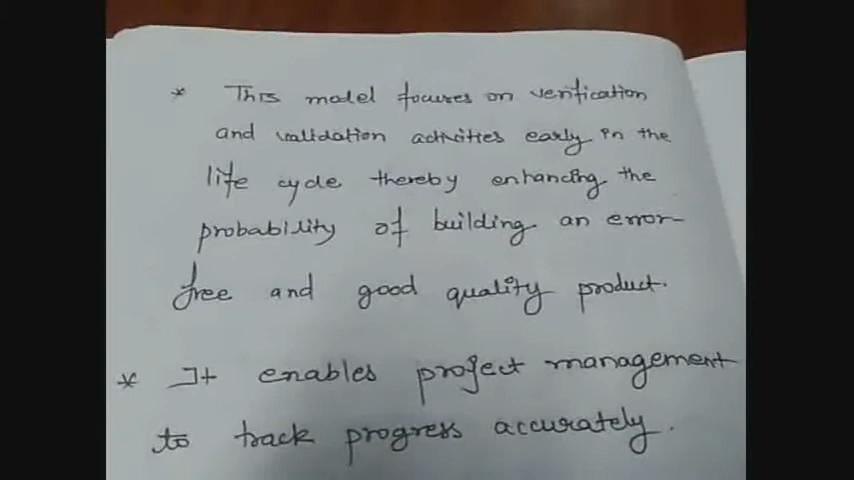 * This model focuses on verification
and validation activities early in the
life cycle thereby enhancing the
probability of building an error-
free and good quality product.
* It enables project management
to track progress accurately.